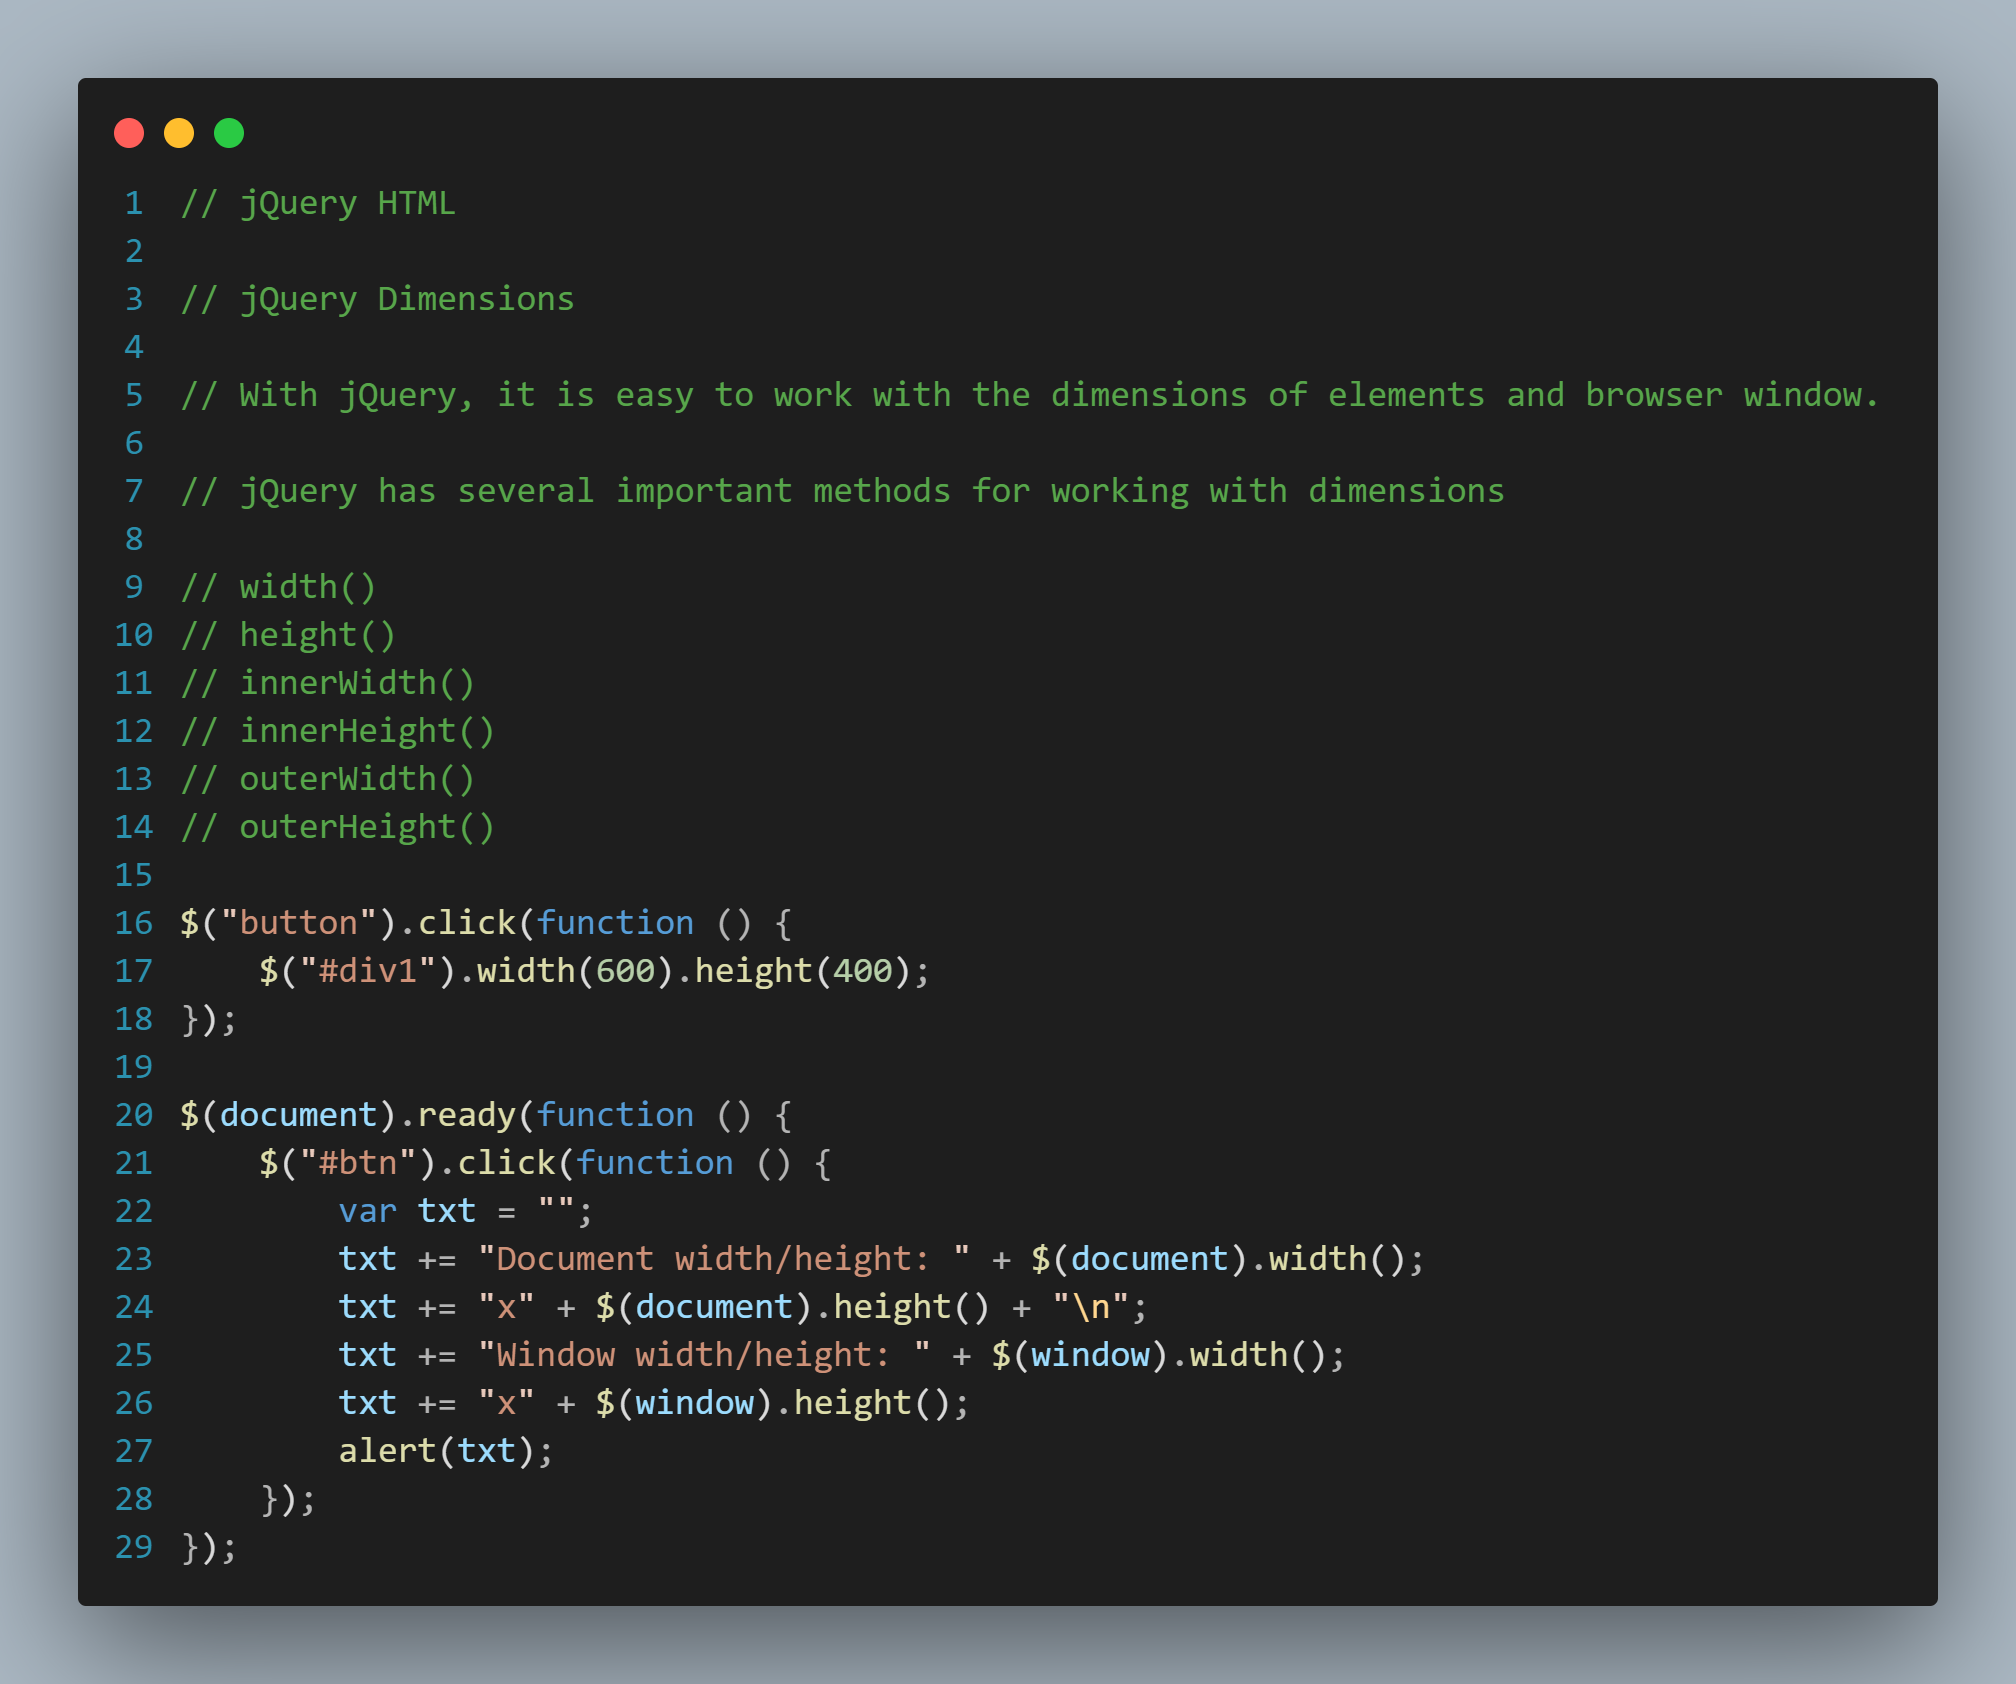 1 // jQuery HTML
2
3 // jQuery Dimensions
4
5 // With jQuery, it is easy to work with the dimensions of elements and browser window.
6
7 // jQuery has several important methods for working with dimensions
8
9 // width()
10 // height()
11 // innerWidth()
12 // innerHeight()
13 // outerWidth()
14 // outerHeight()
15
16 $("button").click(function () {
17     $("#div1").width(600).height(400);
18 });
19
20 $(document).ready(function () {
21     $("#btn").click(function () {
22         var txt = "";
23         txt += "Document width/height: " + $(document).width();
24         txt += "x" + $(document).height() + "\n";
25         txt += "Window width/height: " + $(window).width();
26         txt += "x" + $(window).height();
27         alert(txt);
28     });
29 });